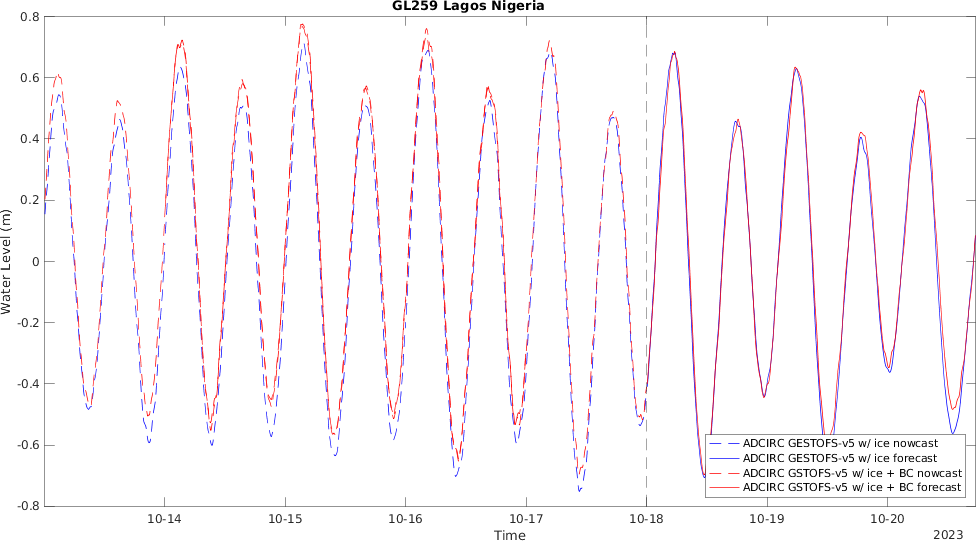 GL259 Lagos Nigeria
0.8
0.6
0.4
0.2
0
-0.2
-0.4
-0.6
-0.8
Water Level (m)
10-14
10-15
10-16
10-17
10-18
10-19
10-20
Time
2023
ADCIRC GESTOFS-v5 w/ ice nowcast
ADCIRC GESTOFS-v5 w/ ice forecast
ADCIRC GSTOFS-v5 w/ ice + BC nowcast
ADCIRC GSTOFS-v5 w/ ice + BC forecast